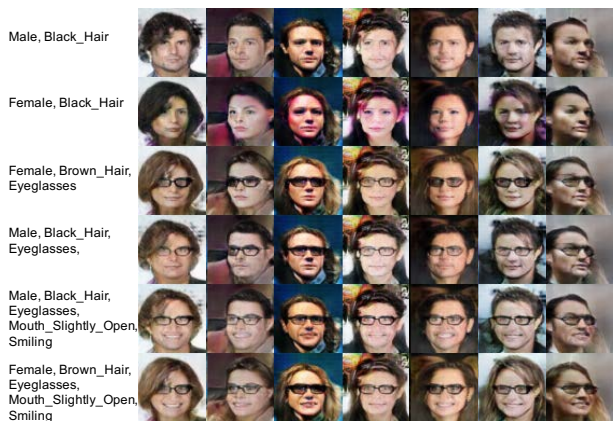 Male, Black_Hair
Female, Black_Hair
Female, Brown_Hair,
Eyeglasses
Male, Black_Hair,
Eyeglasses,
Male, Black_Hair,
Eyeglasses,
Mouth_Slightly_Open,
Smiling
Female, Brown_Hair,
Eyeglasses,
Mouth_Slightly_Open,
Smiling